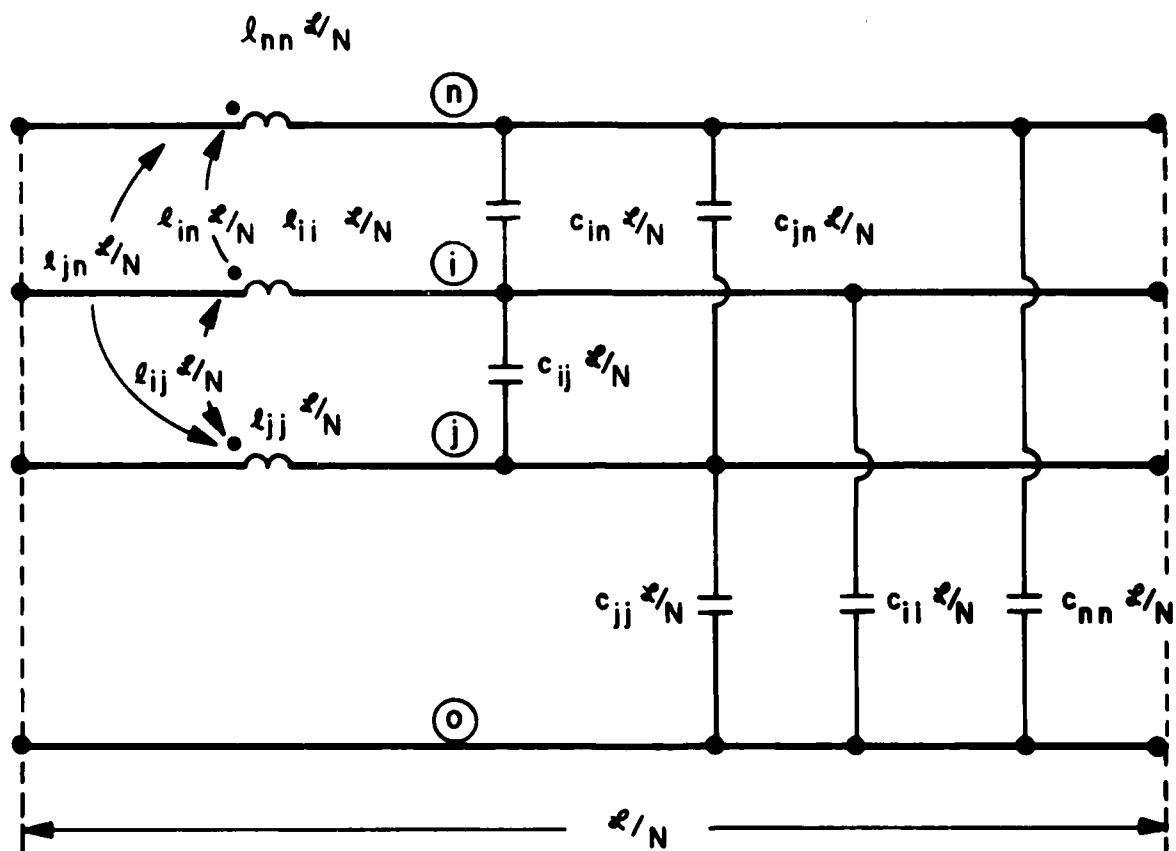 ℓnn ℒ/N
n
ℓin ℒ/N
ℓii ℒ/N
cin ℒ/N
cjn ℒ/N
ℓjn ℒ/N
i
ℓij ℒ/N
cij ℒ/N
ℓjj ℒ/N
j
cjj ℒ/N
cii ℒ/N
cnn ℒ/N
o
ℒ/N